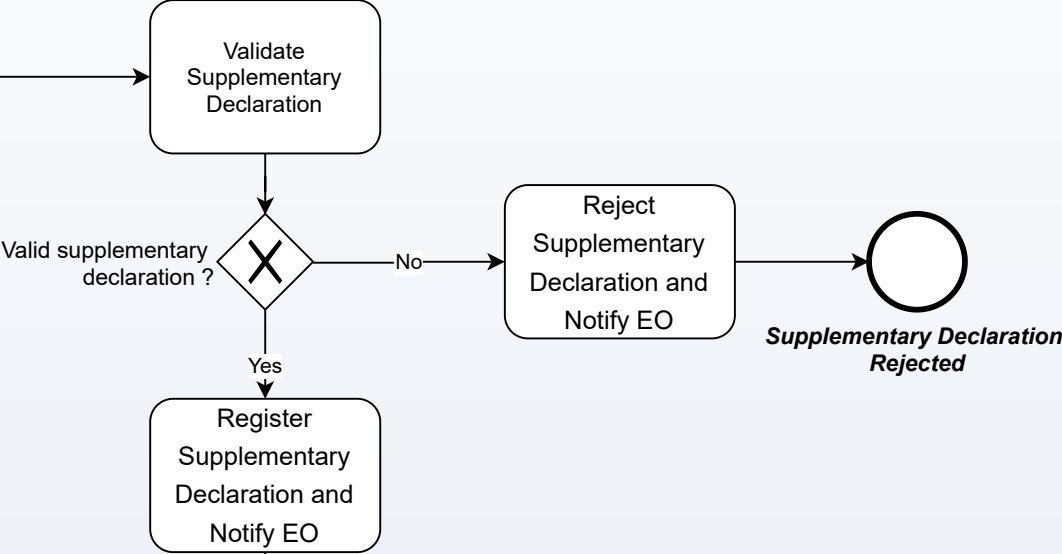 Validate
Supplementary
Declaration
Valid supplementary
declaration ?
No
Reject
Supplementary
Declaration and
Notify EO
Supplementary Declaration
Rejected
Yes
Register
Supplementary
Declaration and
Notify EO